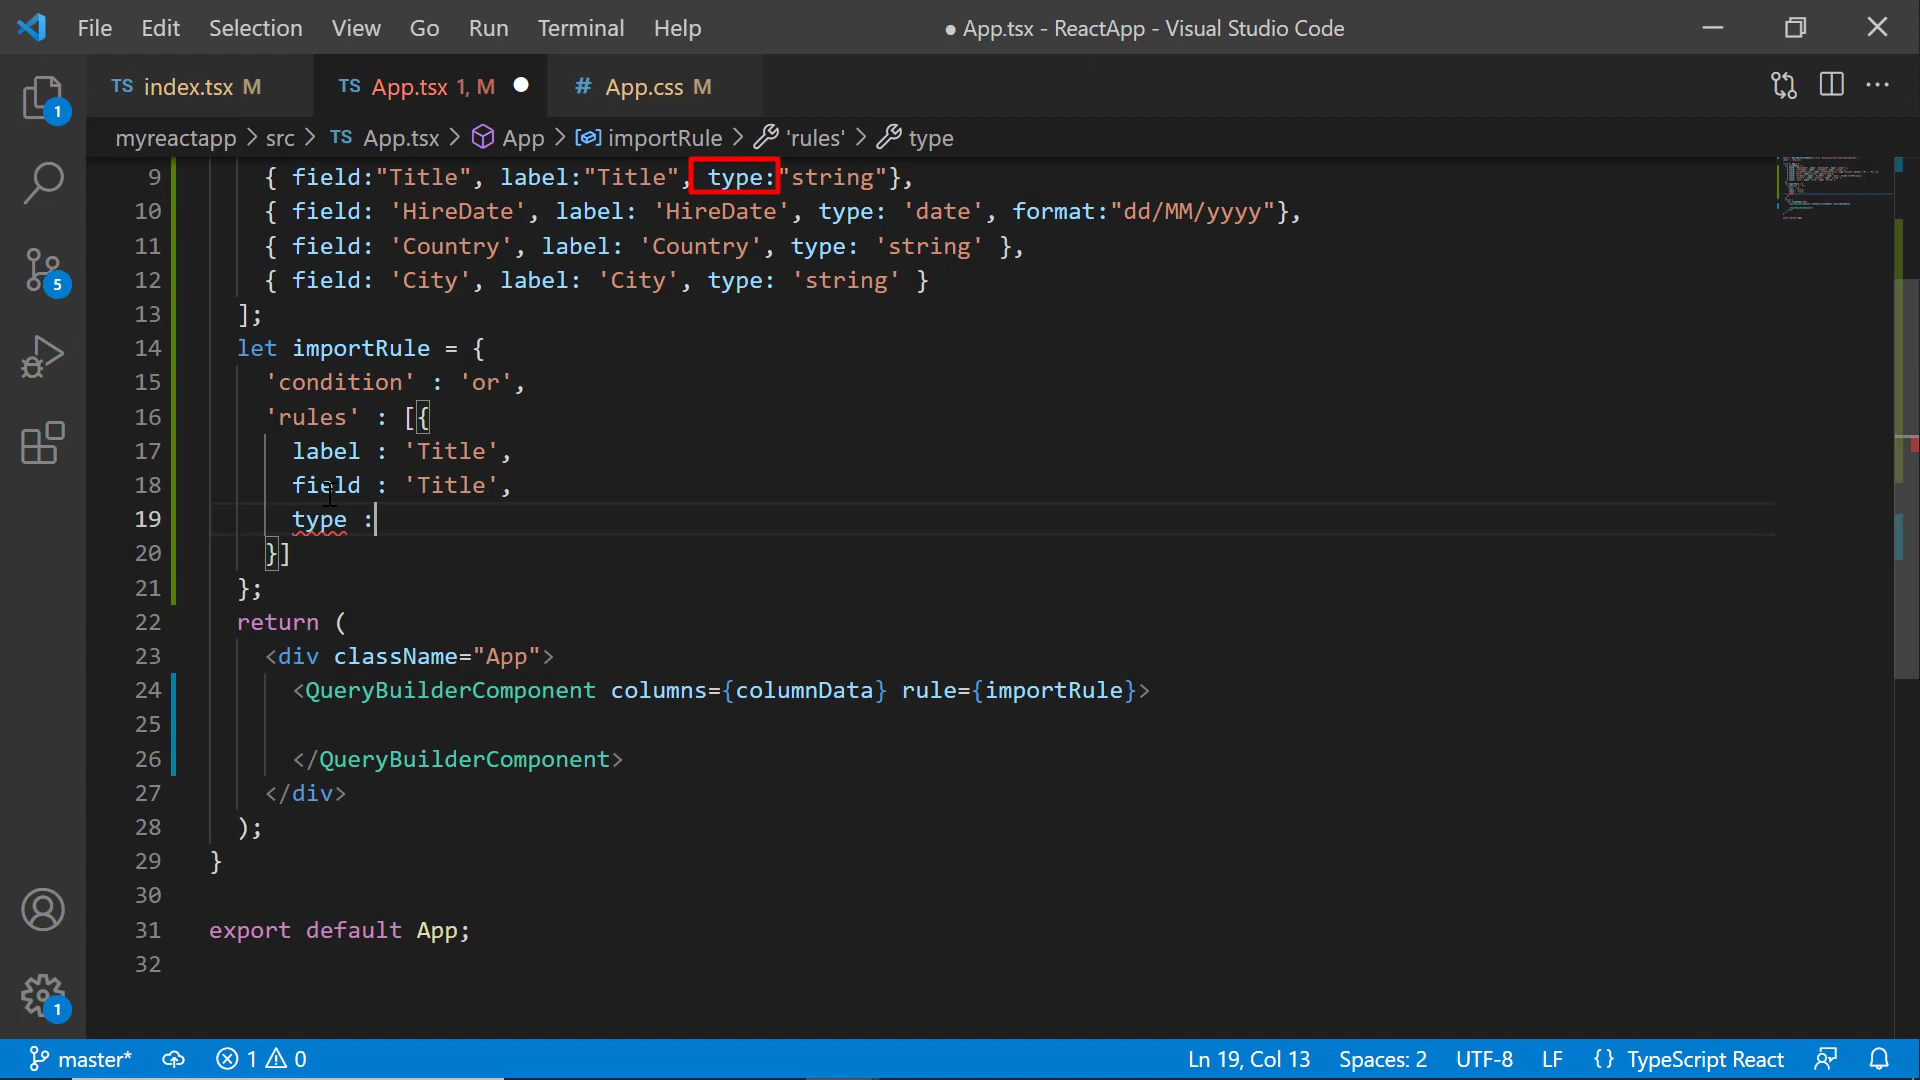 File Edit Selection View Go Run Terminal Help ● App.tsx - ReactApp - Visual Studio Code
TS index.tsx M TS App.tsx 1, M # App.css M
myreactapp > src > TS App.tsx > App > importRule > 'rules' > type
9 { field:"Title", label:"Title", type:"string"},
10 { field: 'HireDate', label: 'HireDate', type: 'date', format:"dd/MM/yyyy"},
11 { field: 'Country', label: 'Country', type: 'string' },
12 { field: 'City', label: 'City', type: 'string' }
13 ];
14 let importRule = {
15 'condition' : 'or',
16 'rules' : [{
17 label : 'Title',
18 field : 'Title',
19 type :
20 }]
21 };
22 return (
23 <div className="App">
24 <QueryBuilderComponent columns={columnData} rule={importRule}>
25
26 </QueryBuilderComponent>
27 </div>
28 );
29 }
30
31 export default App;
32
1
5
1
master* 1 0 Ln 19, Col 13 Spaces: 2 UTF-8 LF {} TypeScript React